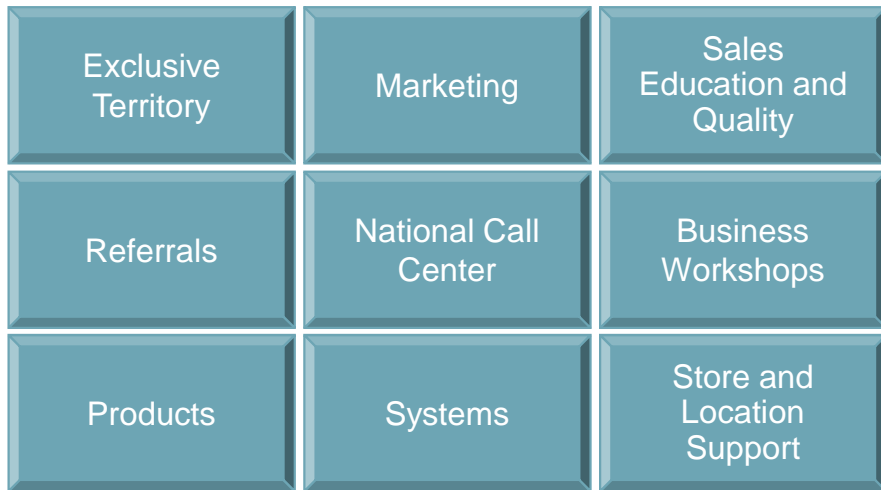 Exclusive
Territory
Marketing
Sales
Education and
Quality
Referrals
National Call
Center
Business
Workshops
Products
Systems
Store and
Location
Support